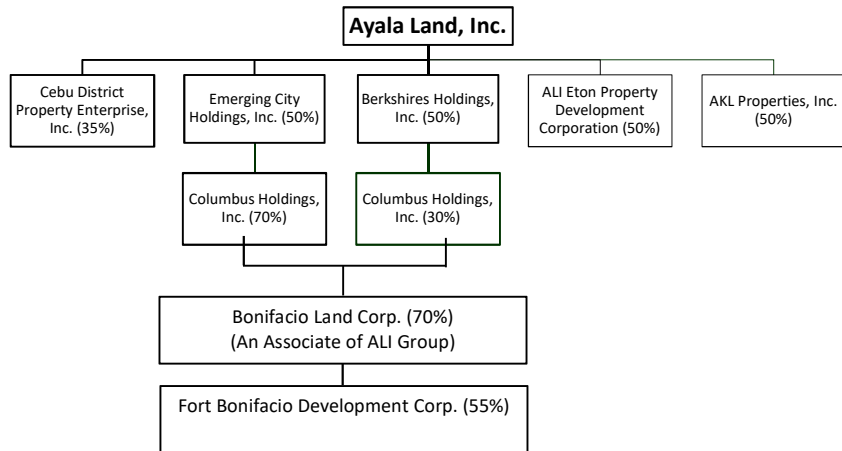 Ayala Land, Inc.
Cebu District
Property Enterprise,
Inc. (35%)
Emerging City
Holdings, Inc. (50%)
Berkshires Holdings,
Inc. (50%)
ALI Eton Property
Development
Corporation (50%)
AKL Properties, Inc.
(50%)
Columbus Holdings,
Inc. (70%)
Columbus Holdings,
Inc. (30%)
Bonifacio Land Corp. (70%)
(An Associate of ALI Group)
Fort Bonifacio Development Corp. (55%)